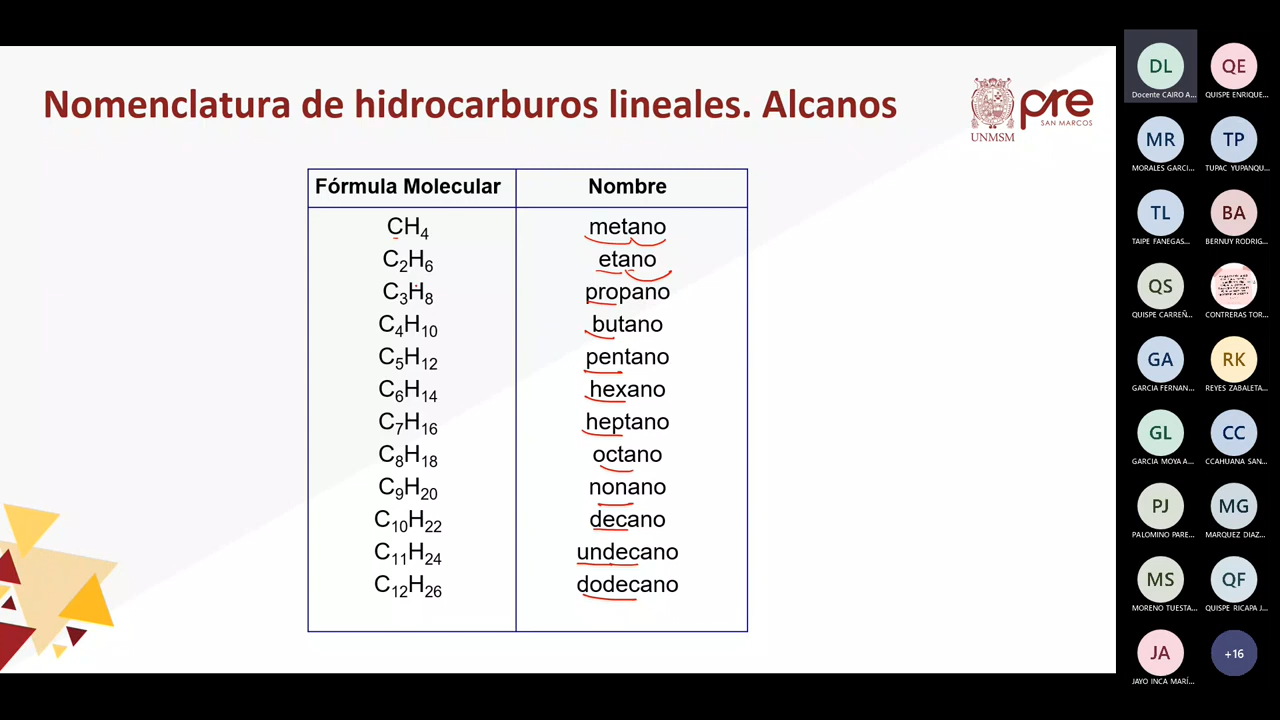 Nomenclatura de hidrocarburos lineales. Alcanos
pre
SAN MARCOS
UNMSM
Fórmula Molecular Nombre
CH₄ metano
C₂H₆ etano
C₃H₈ propano
C₄H₁₀ butano
C₅H₁₂ pentano
C₆H₁₄ hexano
C₇H₁₆ heptano
C₈H₁₈ octano
C₉H₂₀ nonano
C₁₀H₂₂ decano
C₁₁H₂₄ undecano
C₁₂H₂₆ dodecano
DL QE
Docente CAIRO A... QUISPE ENRIQUE...
MR TP
MORALES GARCI... TUPAC YUPANQU...
TL BA
TAIPE FANEGAS... BERNUY RODRIG...
QS
QUISPE CARREÑ... CONTRERAS TOR...
GA RK
GARCIA FERNAN... REYES ZABALETA...
GL CC
GARCIA MOYA A... CCAHUANA SAN...
PJ MG
PALOMINO PARE... MARQUEZ DIAZ...
MS QF
MORENO TUESTA... QUISPE RICAPA J...
JA +16
JAYO INCA MARÍ...